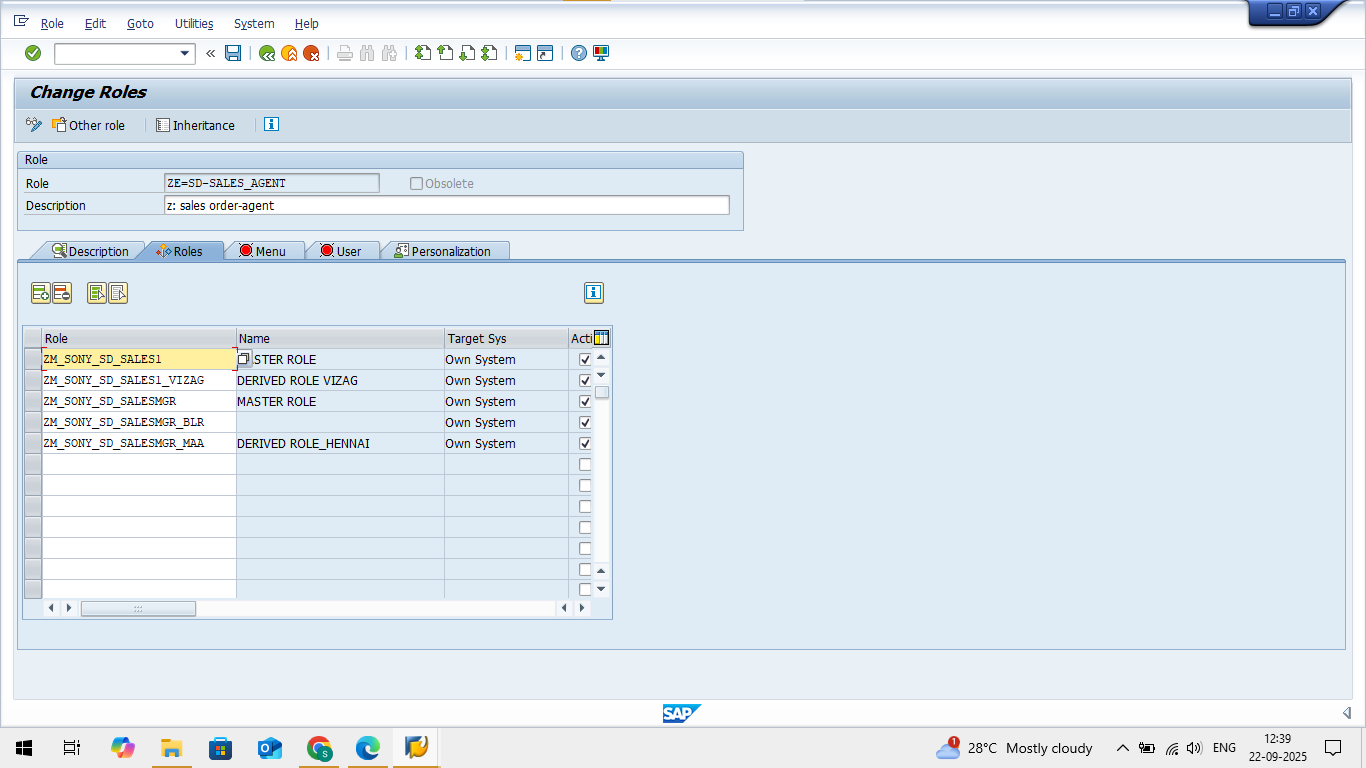 Role Edit Goto Utilities System Help
Change Roles
Other role Inheritance
Role
Role ZE=SD-SALES_AGENT Obsolete
Description z: sales order-agent
Description Roles Menu User Personalization
Role Name Target Sys Acti
ZM_SONY_SD_SALES1 STER ROLE Own System
ZM_SONY_SD_SALES1_VIZAG DERIVED ROLE VIZAG Own System
ZM_SONY_SD_SALESMGR MASTER ROLE Own System
ZM_SONY_SD_SALESMGR_BLR Own System
ZM_SONY_SD_SALESMGR_MAA DERIVED ROLE_HENNAI Own System
SAP
1 28°C Mostly cloudy ENG 12:39
22-09-2025